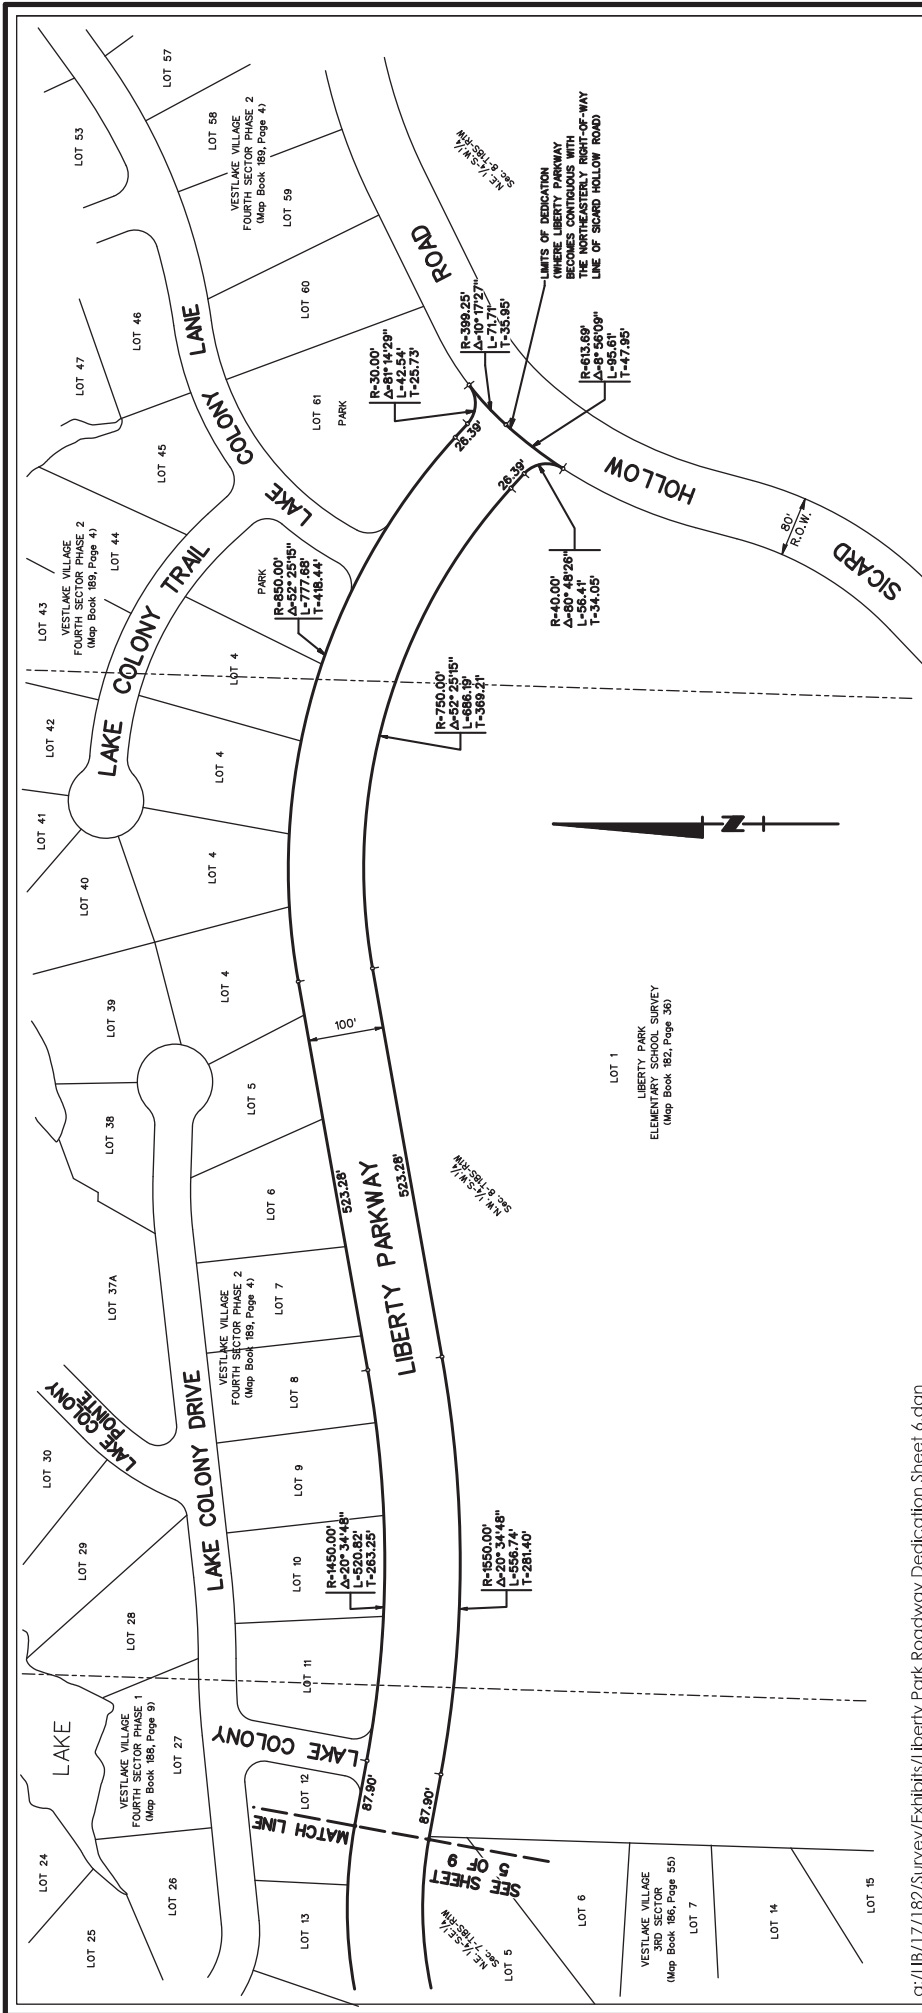 LOT 53
LOT 57
LOT 58
VESTLAKE VILLAGE
FOURTH SECTOR PHASE 2
(Map Book 189, Page 4)
LOT 59
LOT 60
LOT 61
PARK
LOT 46
LOT 47
LOT 45
VESTLAKE VILLAGE
FOURTH SECTOR PHASE 2
(Map Book 189, Page 4)
LOT 44
LOT 43
LOT 42
LOT 41
LOT 40
LOT 39
LOT 38
LOT 37A
LAKE COLONY LANE
LAKE COLONY TRAIL
PARK
LOT 4
LOT 4
LOT 4
LOT 4
LOT 5
LOT 6
LOT 7
LOT 8
LOT 9
LOT 10
LOT 11
LOT 12
LOT 13
VESTLAKE VILLAGE
FOURTH SECTOR PHASE 2
(Map Book 189, Page 4)
LAKE COLONY
POINTE
LAKE COLONY DRIVE
LOT 30
LOT 29
LOT 28
LAKE
VESTLAKE VILLAGE
FOURTH SECTOR PHASE 1
(Map Book 188, Page 9)
LOT 27
LOT 26
LOT 25
LOT 24
LAKE COLONY
MATCH LINE
SEE SHEET
5 OF 9
87.90'
87.90'
R=1450.00'
Δ=20° 34'48"
L=520.82'
T=263.25'
R=1550.00'
Δ=20° 34'48"
L=556.74'
T=281.40'
LIBERTY PARKWAY
523.28'
523.28'
100'
R=850.00'
Δ=52° 25'15"
L=777.68'
T=418.44'
R=750.00'
Δ=52° 25'15"
L=686.19'
T=369.21'
R=30.00'
Δ=81° 14'29"
L=42.54'
T=25.73'
26.39'
26.39'
R=399.25'
Δ=10° 17'27"
L=71.71'
T=35.95'
LIMITS OF DEDICATION
(WHERE LIBERTY PARKWAY
BECOMES CONTIGUOUS WITH
THE NORTHEASTERLY RIGHT-OF-WAY
LINE OF SICARD HOLLOW ROAD)
R=613.69'
Δ=8° 56'09"
L=95.61'
T=47.95'
R=40.00'
Δ=80° 48'26"
L=56.41'
T=34.05'
SICARD HOLLOW ROAD
80'
R.O.W.
N.E. 1/4-S.W. 1/4
Sec. 8-T18S-R1W
N.W. 1/4-S.W. 1/4
Sec. 8-T18S-R1W
N.E. 1/4-S.E. 1/4
Sec. 7-T18S-R1W
N
LOT 1
LIBERTY PARK
ELEMENTARY SCHOOL SURVEY
(Map Book 182, Page 36)
LOT 5
LOT 6
VESTLAKE VILLAGE
3RD SECTOR
(Map Book 186, Page 55)
LOT 7
LOT 14
LOT 15
g:/LIB/17/182/Survey/Exhibits/Liberty Park Roadway Dedication Sheet 6.dgn